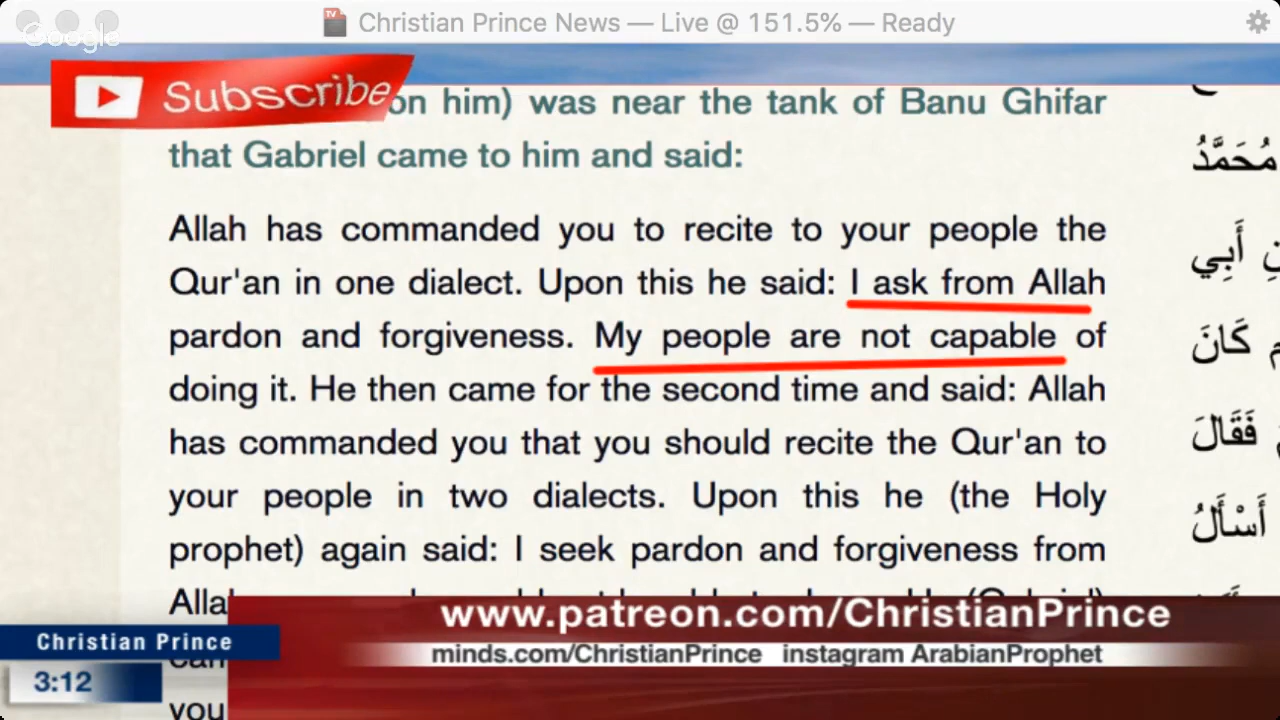 Christian Prince News — Live @ 151.5% — Ready
Google
Subscribe
on him) was near the tank of Banu Ghifar
that Gabriel came to him and said:
Allah has commanded you to recite to your people the
Qur'an in one dialect. Upon this he said: I ask from Allah
pardon and forgiveness. My people are not capable of
doing it. He then came for the second time and said: Allah
has commanded you that you should recite the Qur'an to
your people in two dialects. Upon this he (the Holy
prophet) again said: I seek pardon and forgiveness from
مُحَمَّدُ
أَبِي
كَانَ
فَقَالَ
أَسْأَلُ
www.patreon.com/ChristianPrince
minds.com/ChristianPrince instagram ArabianProphet
Christian Prince
3:12
you